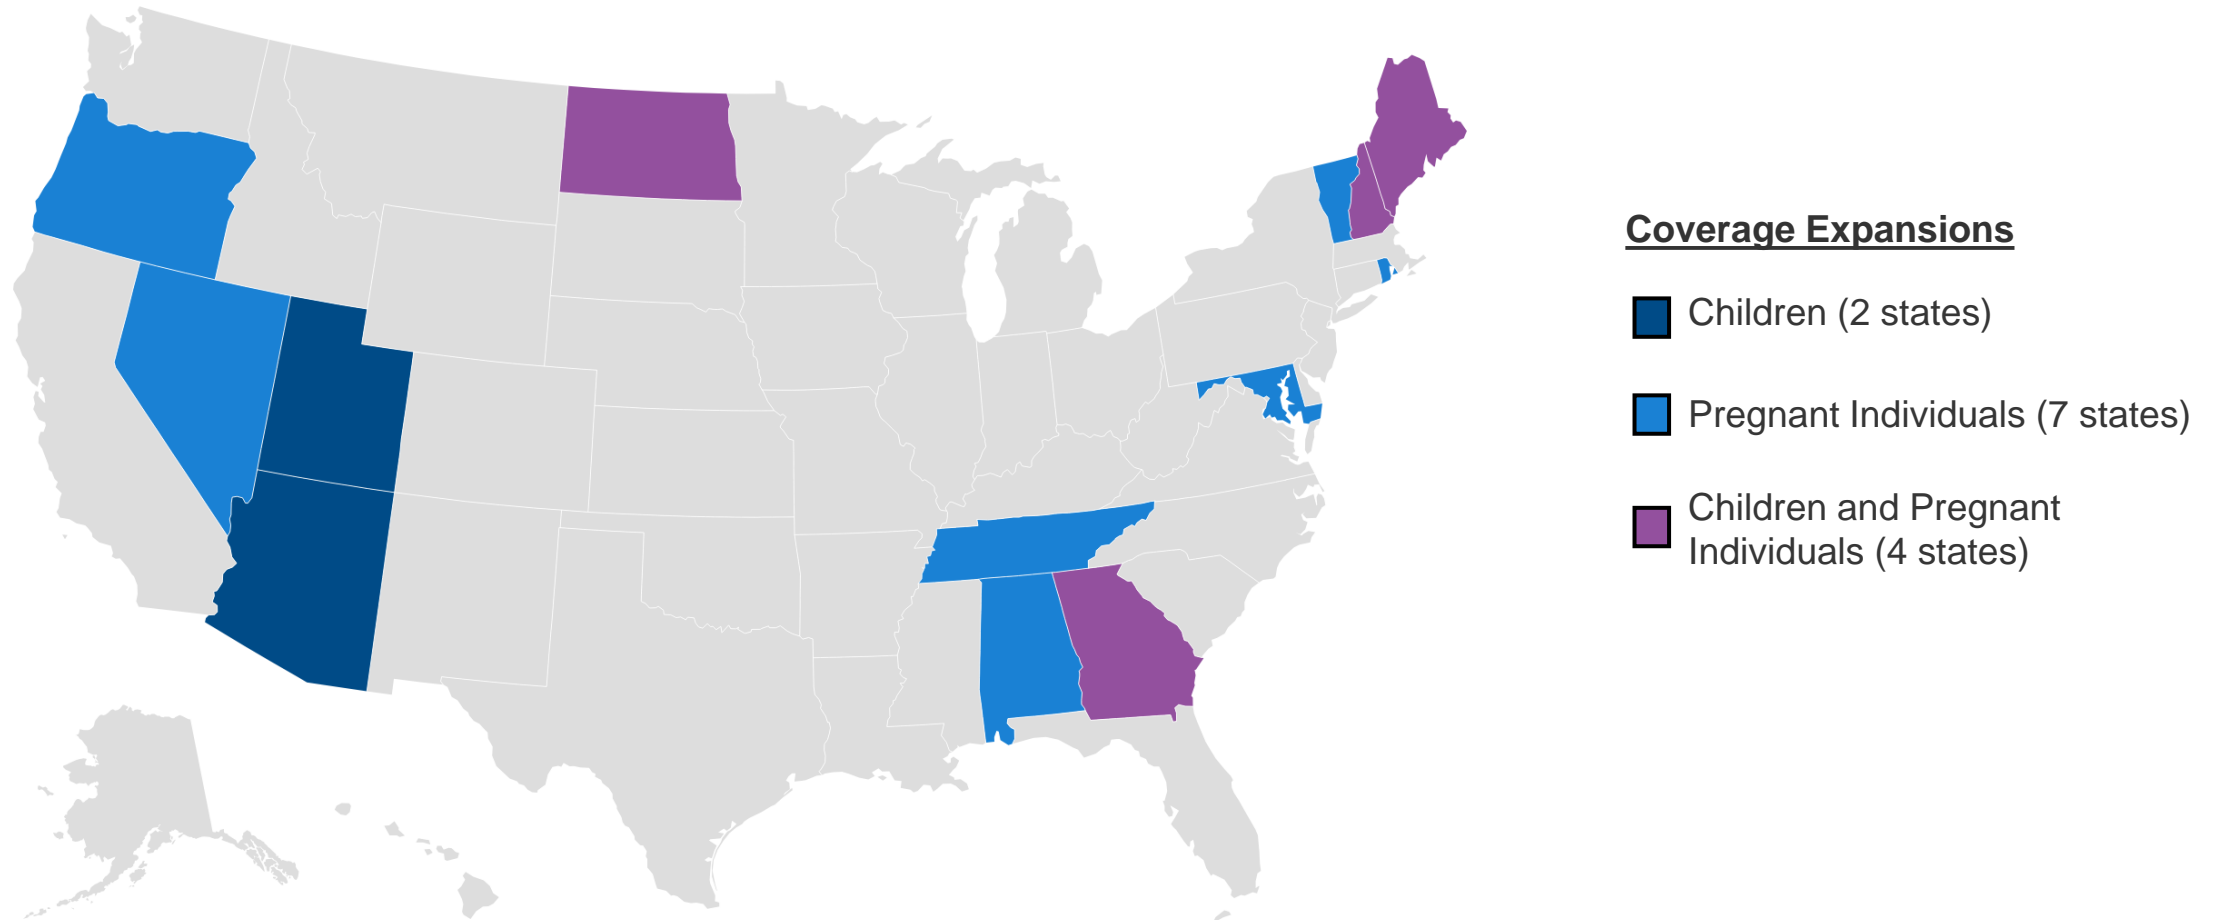 Coverage Expansions
Children (2 states)
Pregnant Individuals (7 states)
Children and Pregnant
Individuals (4 states)